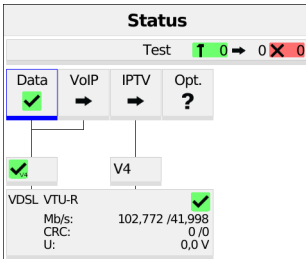 Status
Test 0 0 0
Data VoIP IPTV Opt.
?
V4 V4
VDSL VTU-R
Mb/s: 102,772 /41,998
CRC: 0 /0
U: 0,0 V